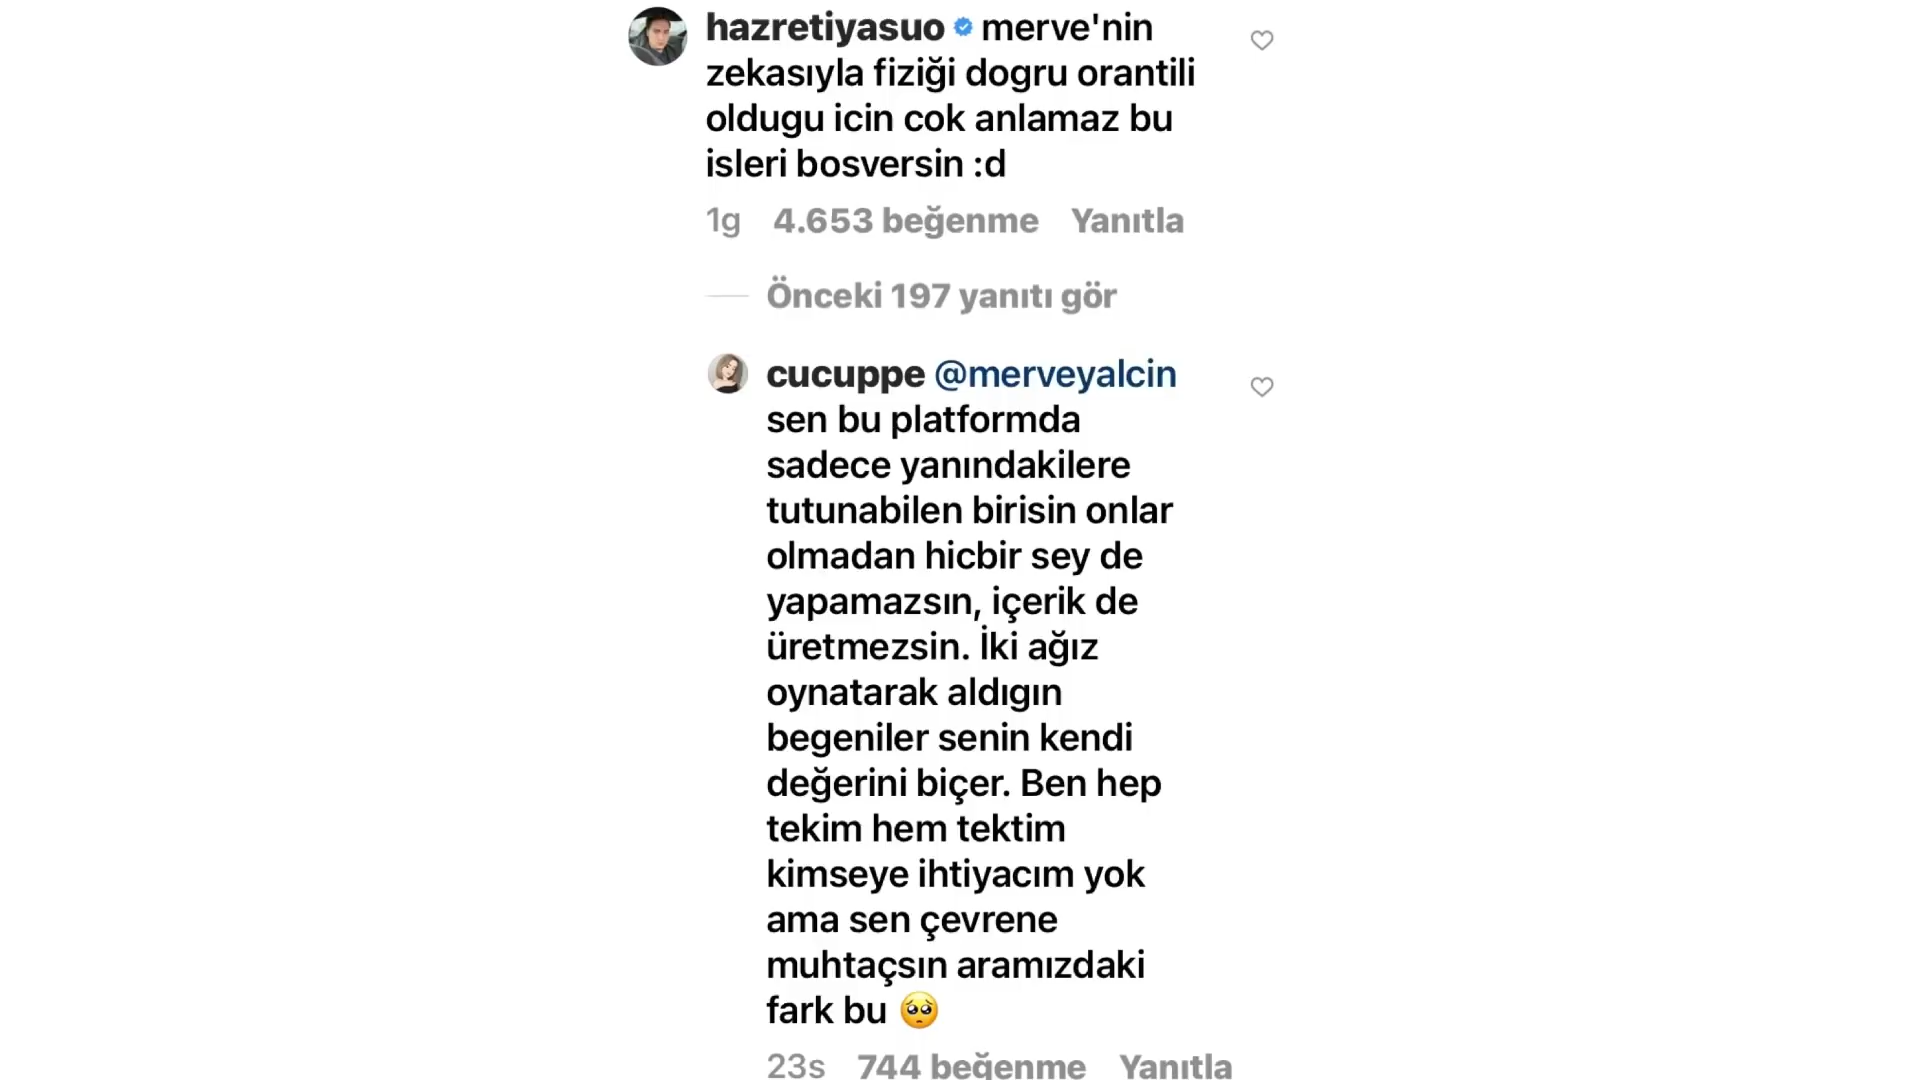 hazretiyasuo merve'nin
zekasıyla fiziği dogru orantili
oldugu icin cok anlamaz bu
isleri bosversin :d
1g 4.653 beğenme Yanıtla
Önceki 197 yanıtı gör
cucuppe @merveyalcin
sen bu platformda
sadece yanındakilere
tutunabilen birisin onlar
olmadan hicbir sey de
yapamazsın, içerik de
üretmezsin. İki ağız
oynatarak aldıgın
begeniler senin kendi
değerini biçer. Ben hep
tekim hem tektim
kimseye ihtiyacım yok
ama sen çevrene
muhtaçsın aramızdaki
fark bu 🥺
23s 744 beğenme Yanıtla